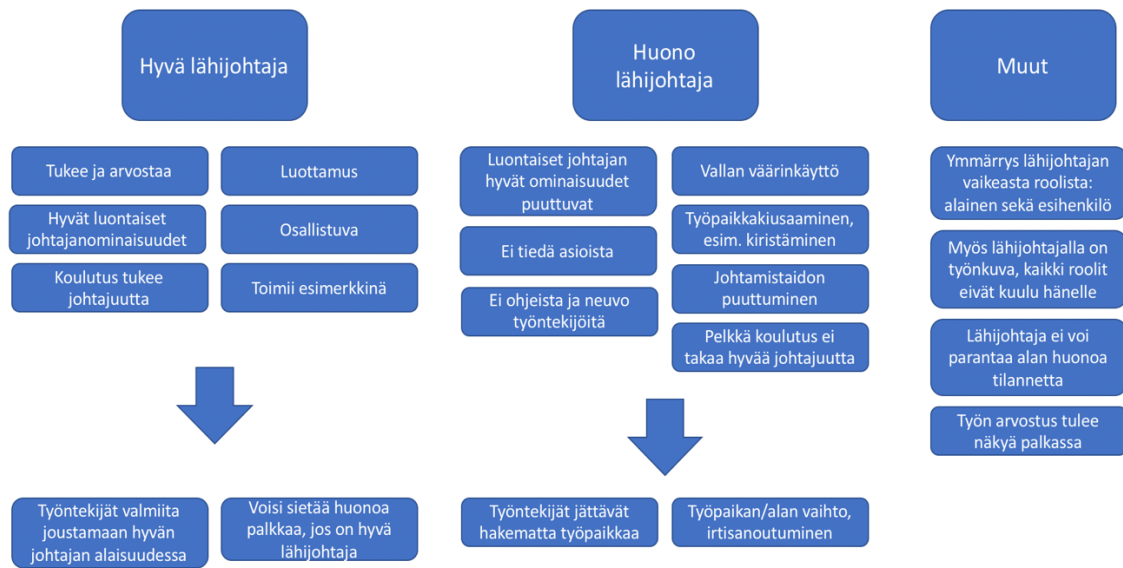 Hyvä lähijohtaja
Tukee ja arvostaa
Luottamus
Hyvät luontaiset
johtajanominaisuudet
Osallistuva
Koulutus tukee
johtajuutta
Toimii esimerkkinä
Työntekijät valmiita
joustamaan hyvän
johtajan alaisuudessa
Voisi sietää huonoa
palkkaa, jos on hyvä
lähijohtaja
Huono
lähijohtaja
Luontaiset johtajan
hyvät ominaisuudet
puuttuvat
Vallan väärinkäyttö
Työpaikkakiusaaminen,
esim. kiristäminen
Ei tiedä asioista
Johtamistaidon
puuttuminen
Ei ohjeista ja neuvo
työntekijöitä
Pelkkä koulutus ei
takaa hyvää johtajuutta
Työntekijät jättävät
hakematta työpaikkaa
Työpaikan/alan vaihto,
irtisanoutuminen
Muut
Ymmärrys lähijohtajan
vaikeasta roolista:
alainen sekä esihenkilö
Myös lähijohtajalla on
työnkuva, kaikki roolit
eivät kuulu hänelle
Lähijohtaja ei voi
parantaa alan huonoa
tilannetta
Työn arvostus tulee
näkyä palkassa